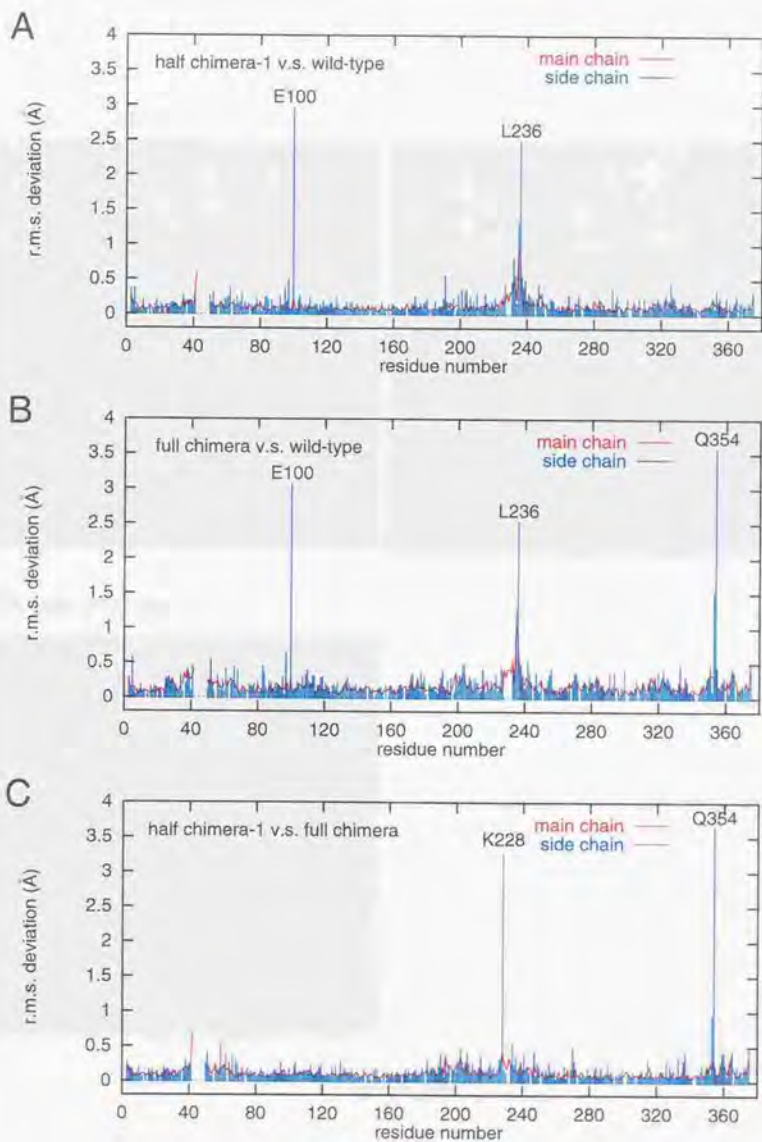 A
half chimera-1 v.s. wild-type
main chain
side chain
E100
L236
r.m.s. deviation (Å)
4
3.5
3
2.5
2
1.5
1
0.5
0
0 40 80 120 160 200 240 280 320 360
residue number
B
full chimera v.s. wild-type
main chain
side chain
E100
L236
Q354
r.m.s. deviation (Å)
4
3.5
3
2.5
2
1.5
1
0.5
0
0 40 80 120 160 200 240 280 320 360
residue number
C
half chimera-1 v.s. full chimera
main chain
side chain
K228
Q354
r.m.s. deviation (Å)
4
3.5
3
2.5
2
1.5
1
0.5
0
0 40 80 120 160 200 240 280 320 360
residue number